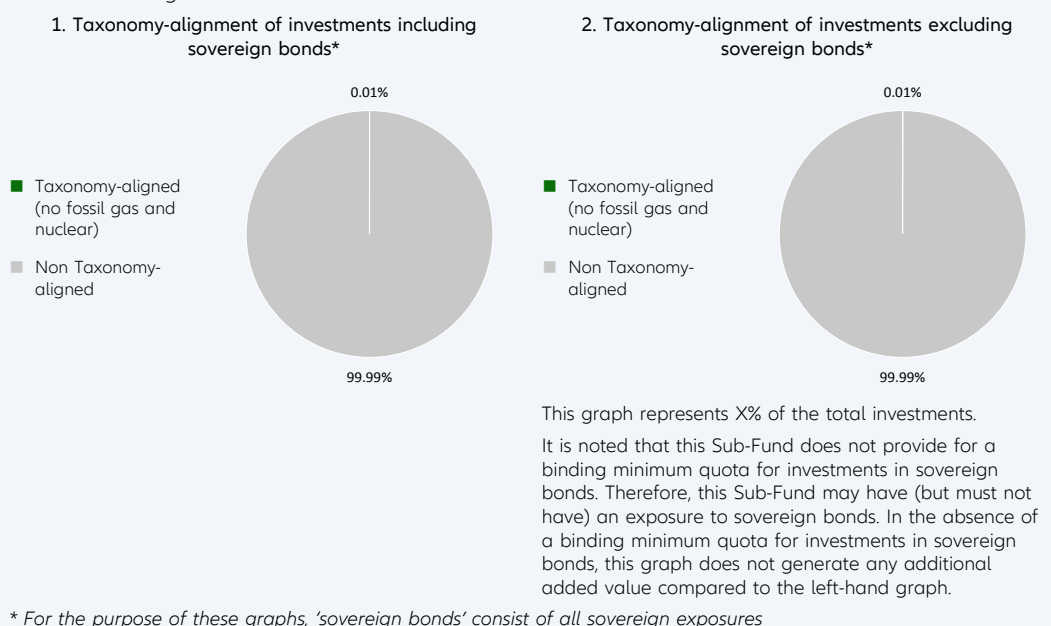 1. Taxonomy-alignment of investments including
sovereign bonds*
0.01%
Taxonomy-aligned
(no fossil gas and
nuclear)
Non Taxonomy-
aligned
99.99%
2. Taxonomy-alignment of investments excluding
sovereign bonds*
0.01%
Taxonomy-aligned
(no fossil gas and
nuclear)
Non Taxonomy-
aligned
99.99%
This graph represents X% of the total investments.
It is noted that this Sub-Fund does not provide for a
binding minimum quota for investments in sovereign
bonds. Therefore, this Sub-Fund may have (but must not
have) an exposure to sovereign bonds. In the absence of
a binding minimum quota for investments in sovereign
bonds, this graph does not generate any additional
added value compared to the left-hand graph.
* For the purpose of these graphs, ‘sovereign bonds’ consist of all sovereign exposures